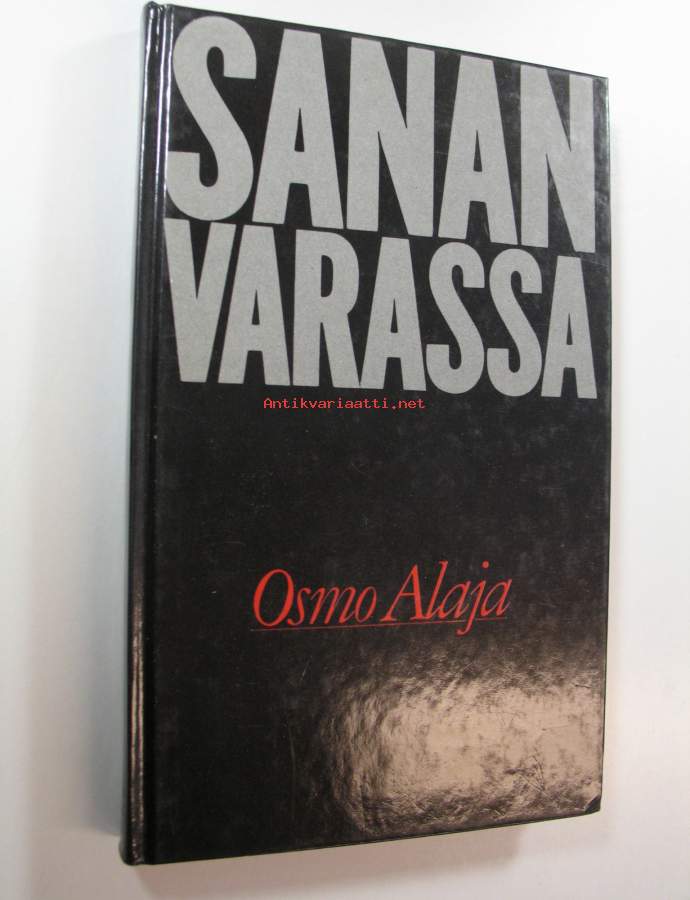 SANAN
VARASSA
Antikvariaatti.net
Osmo Alaja